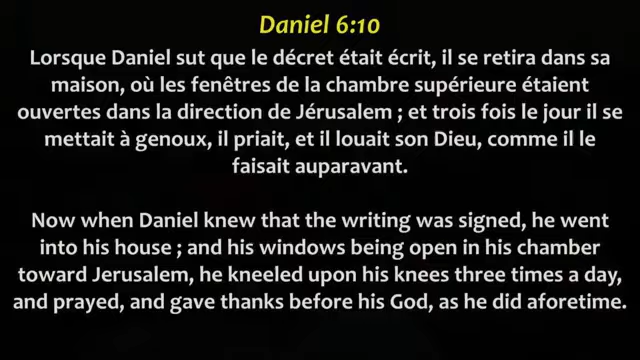 Daniel 6:10
Lorsque Daniel sut que le décret était écrit, il se retira dans sa
maison, où les fenêtres de la chambre supérieure étaient
ouvertes dans la direction de Jérusalem ; et trois fois le jour il se
mettait à genoux, il priait, et il louait son Dieu, comme il le
faisait auparavant.
Now when Daniel knew that the writing was signed, he went
into his house ; and his windows being open in his chamber
toward Jerusalem, he kneeled upon his knees three times a day,
and prayed, and gave thanks before his God, as he did aforetime.